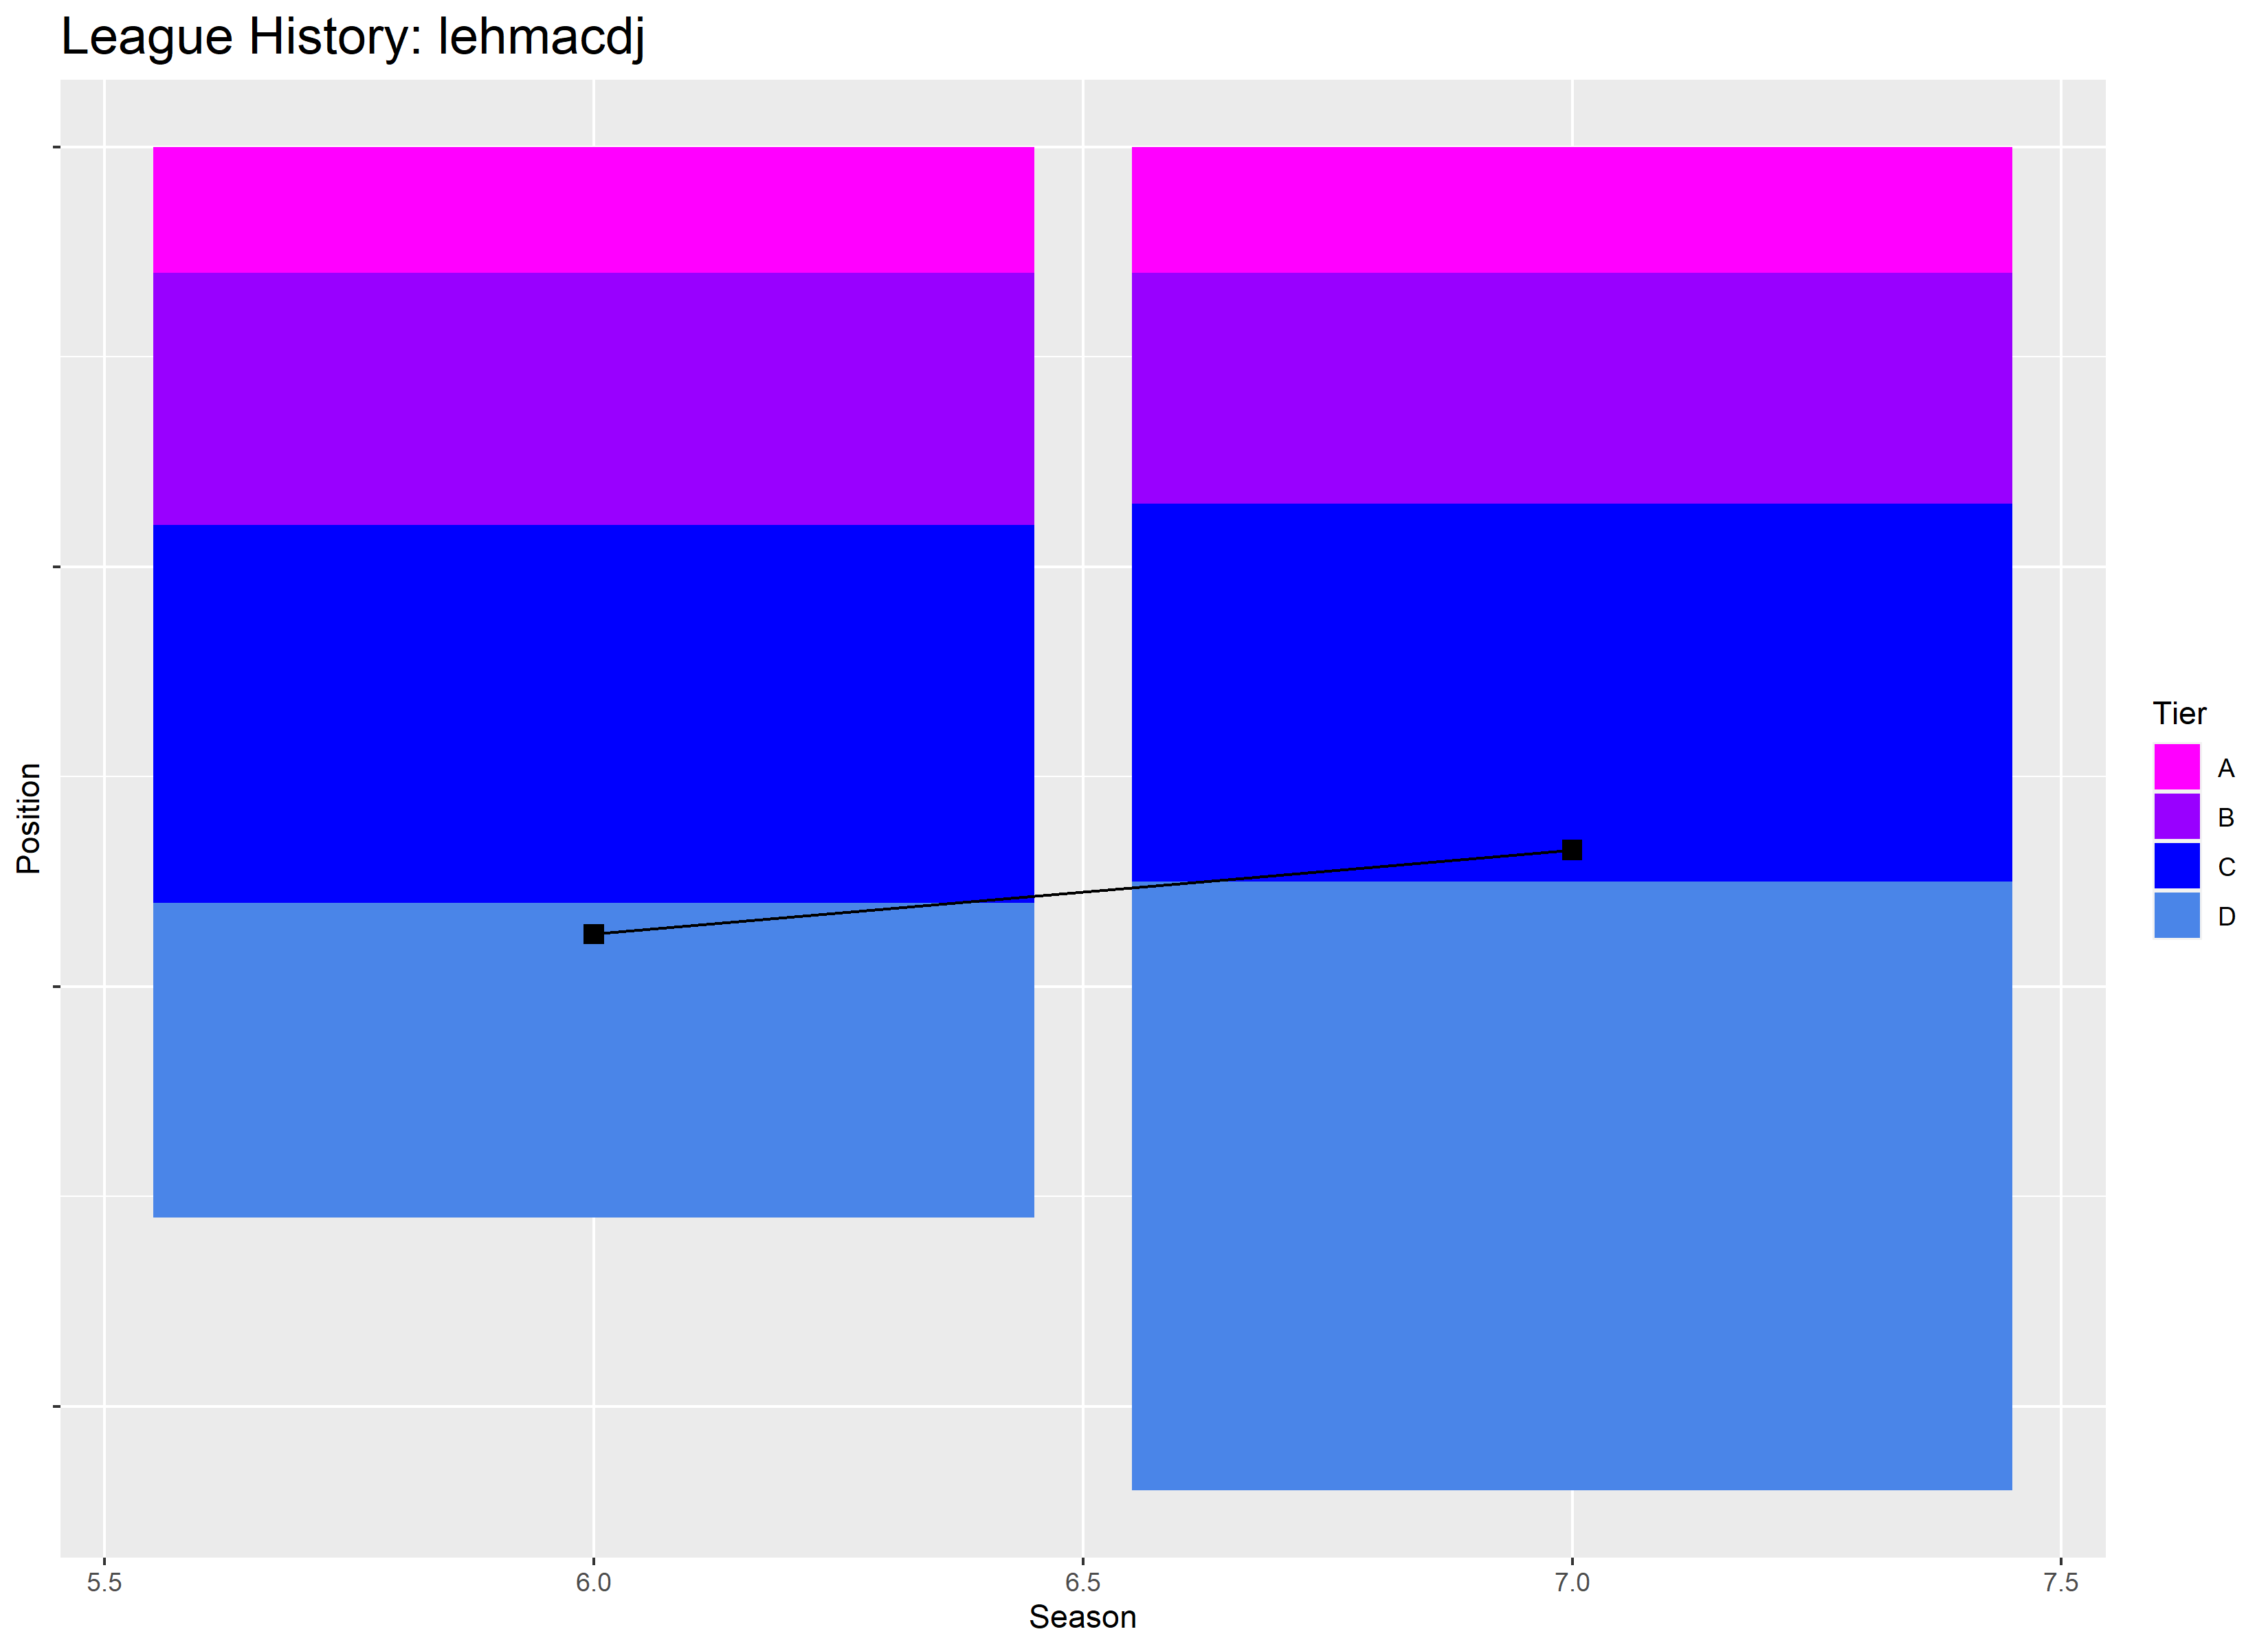 League History: lehmacdj
Position
Tier
A
B
C
D
5.5 6.0 6.5 7.0 7.5
Season